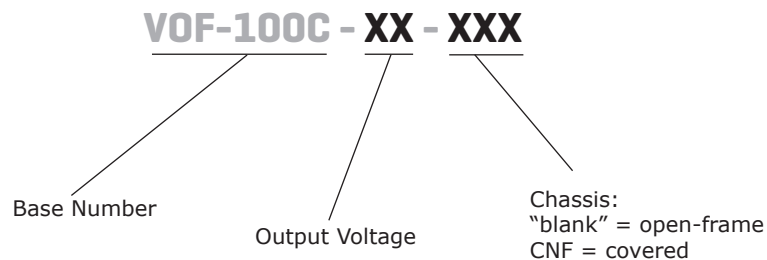 VOF-100C - XX - XXX
Base Number
Output Voltage
Chassis:
“blank” = open-frame
CNF = covered